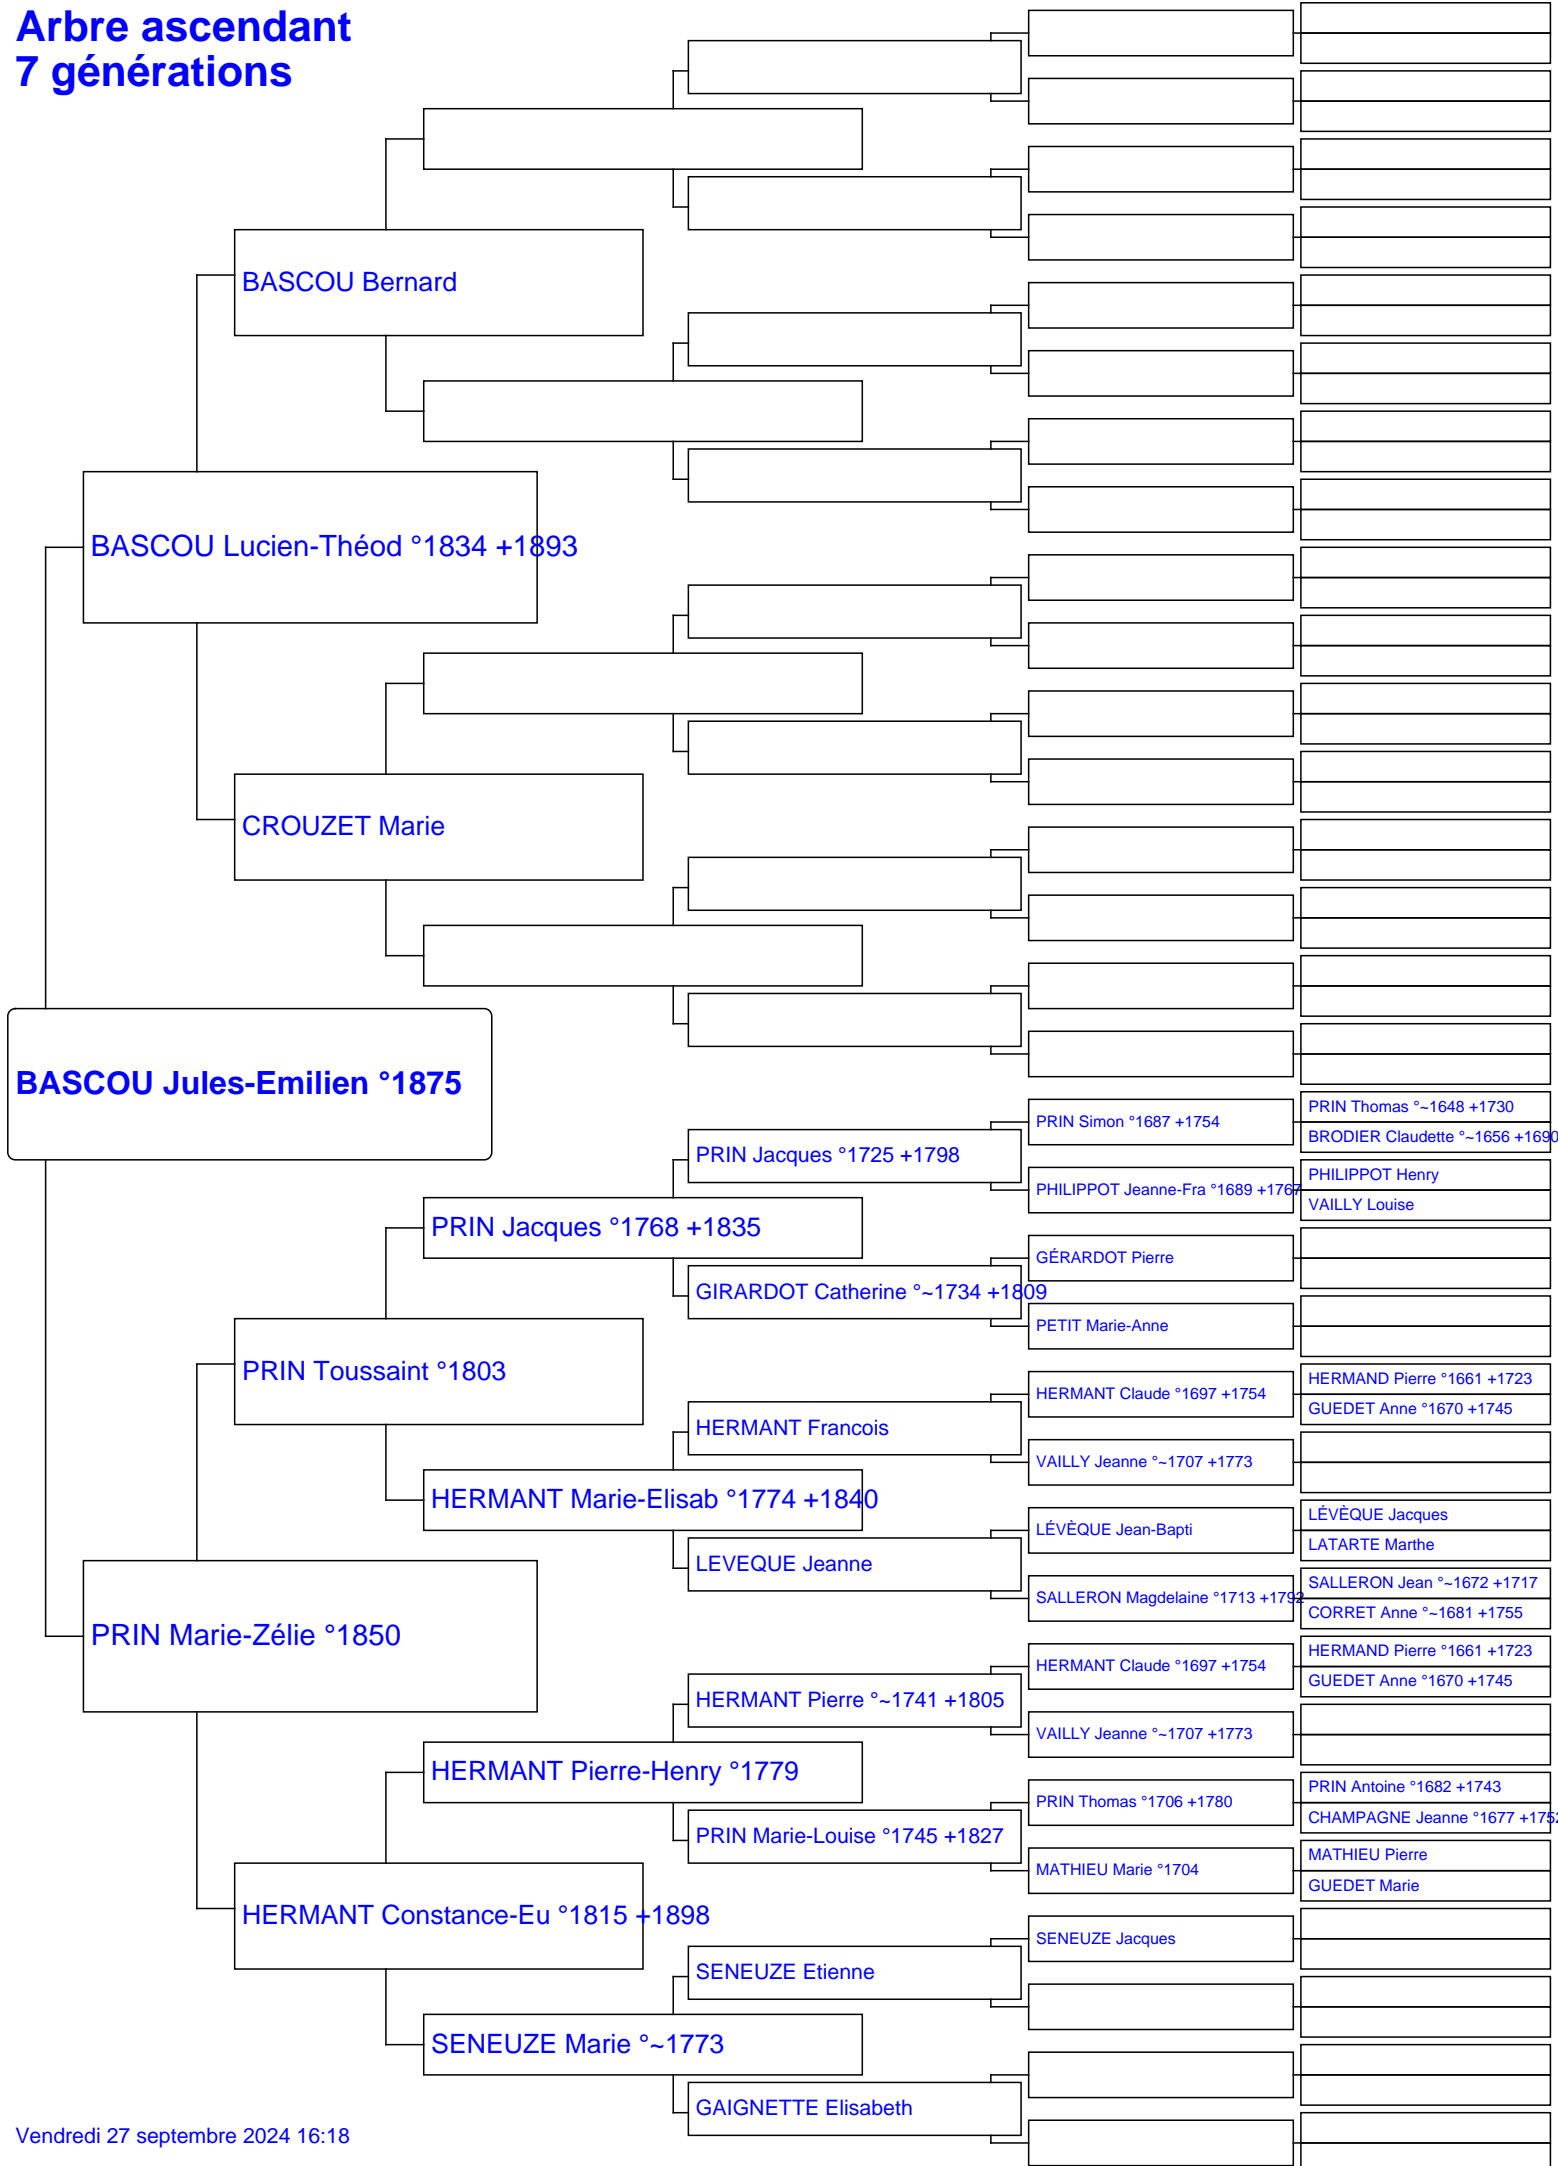 Arbre ascendant
7 générations
BASCOU Bernard
BASCOU Lucien-Théod °1834 +1893
CROUZET Marie
BASCOU Jules-Emilien °1875
PRIN Thomas °~1648 +1730
PRIN Simon °1687 +1754
BRODIER Claudette °~1656 +1690
PRIN Jacques °1725 +1798
PHILIPPOT Henry
PHILIPPOT Jeanne-Fra °1689 +1767
VAILLY Louise
PRIN Jacques °1768 +1835
GÉRARDOT Pierre
GIRARDOT Catherine °~1734 +1809
PETIT Marie-Anne
PRIN Toussaint °1803
HERMAND Pierre °1661 +1723
HERMANT Claude °1697 +1754
GUEDET Anne °1670 +1745
HERMANT Francois
VAILLY Jeanne °~1707 +1773
HERMANT Marie-Elisab °1774 +1840
LÉVÈQUE Jacques
LÉVÈQUE Jean-Bapti
LATARTE Marthe
LEVEQUE Jeanne
SALLERON Jean °~1672 +1717
SALLERON Magdelaine °1713 +1792
CORRET Anne °~1681 +1755
PRIN Marie-Zélie °1850
HERMAND Pierre °1661 +1723
HERMANT Claude °1697 +1754
GUEDET Anne °1670 +1745
HERMANT Pierre °~1741 +1805
VAILLY Jeanne °~1707 +1773
HERMANT Pierre-Henry °1779
PRIN Antoine °1682 +1743
PRIN Thomas °1706 +1780
CHAMPAGNE Jeanne °1677 +1752
PRIN Marie-Louise °1745 +1827
MATHIEU Pierre
MATHIEU Marie °1704
GUEDET Marie
HERMANT Constance-Eu °1815 +1898
SENEUZE Jacques
SENEUZE Etienne
SENEUZE Marie °~1773
GAIGNETTE Elisabeth
Vendredi 27 septembre 2024 16:18